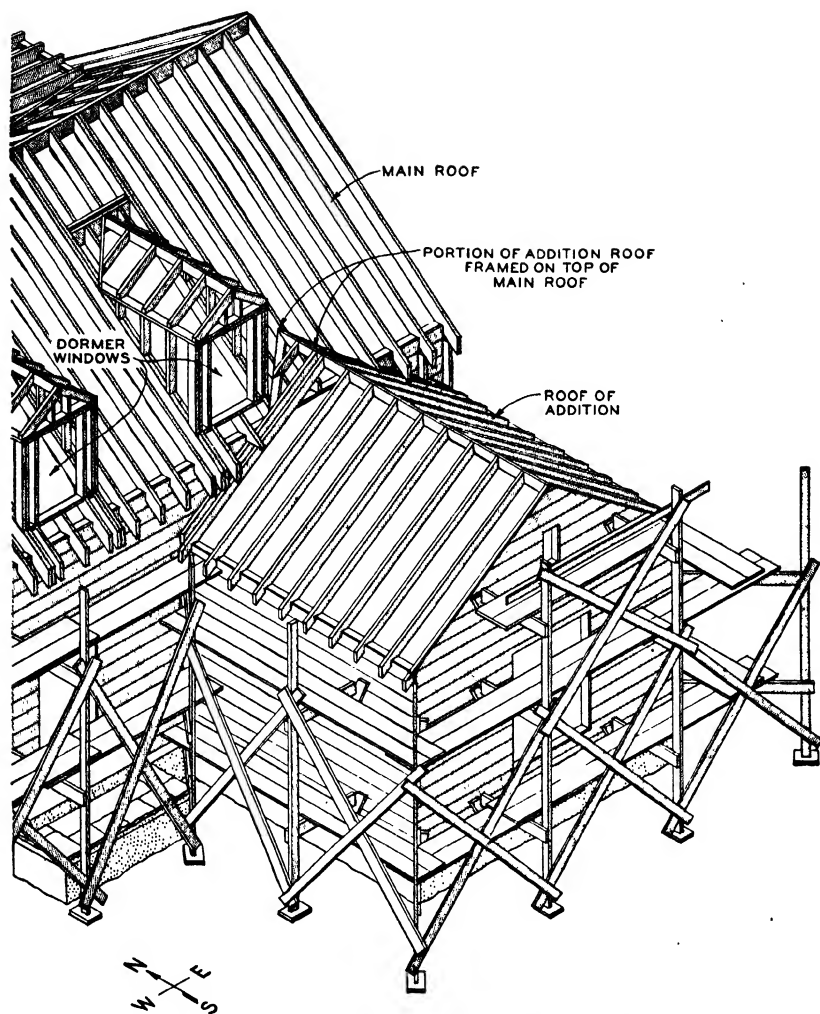 MAIN ROOF
PORTION OF ADDITION ROOF
FRAMED ON TOP OF
MAIN ROOF
DORMER
WINDOWS
ROOF OF
ADDITION
N
E
W
S